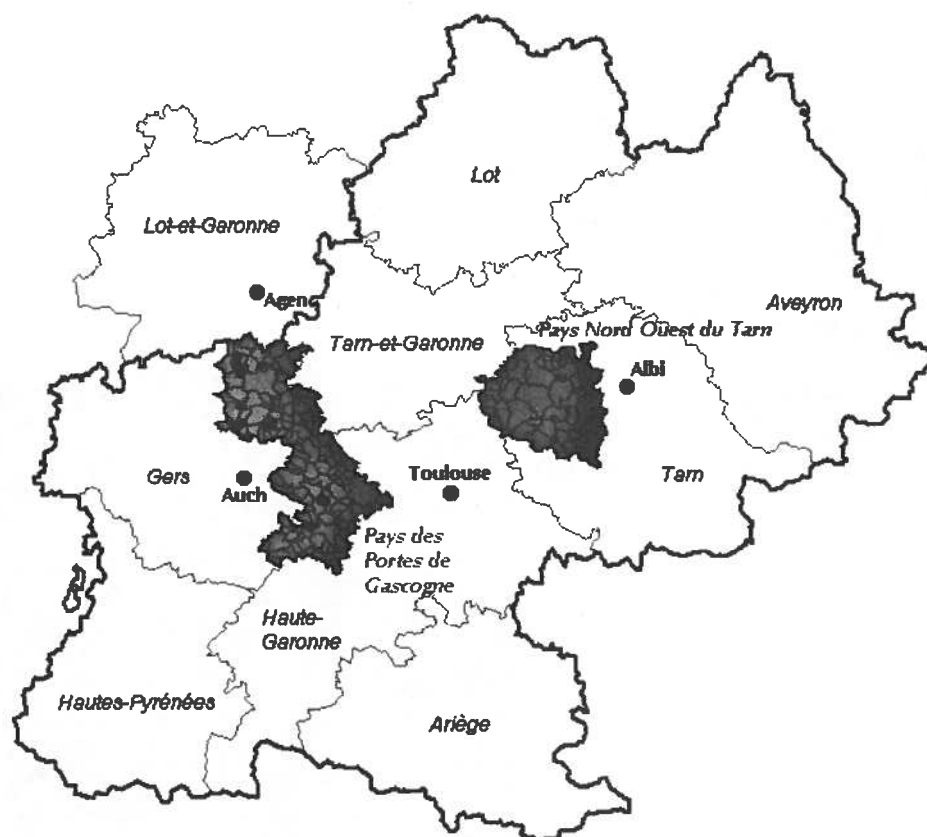 Lot
Lot-et-Garonne
Agen
Aveyron
Pays Nord Ouest du Tarn
Tarn-et-Garonne
Albi
Gers
Auch
Toulouse
Tarn
Pays des
Portes de
Gascogne
Haute-
Garonne
Hautes-Pyrénées
Ariège